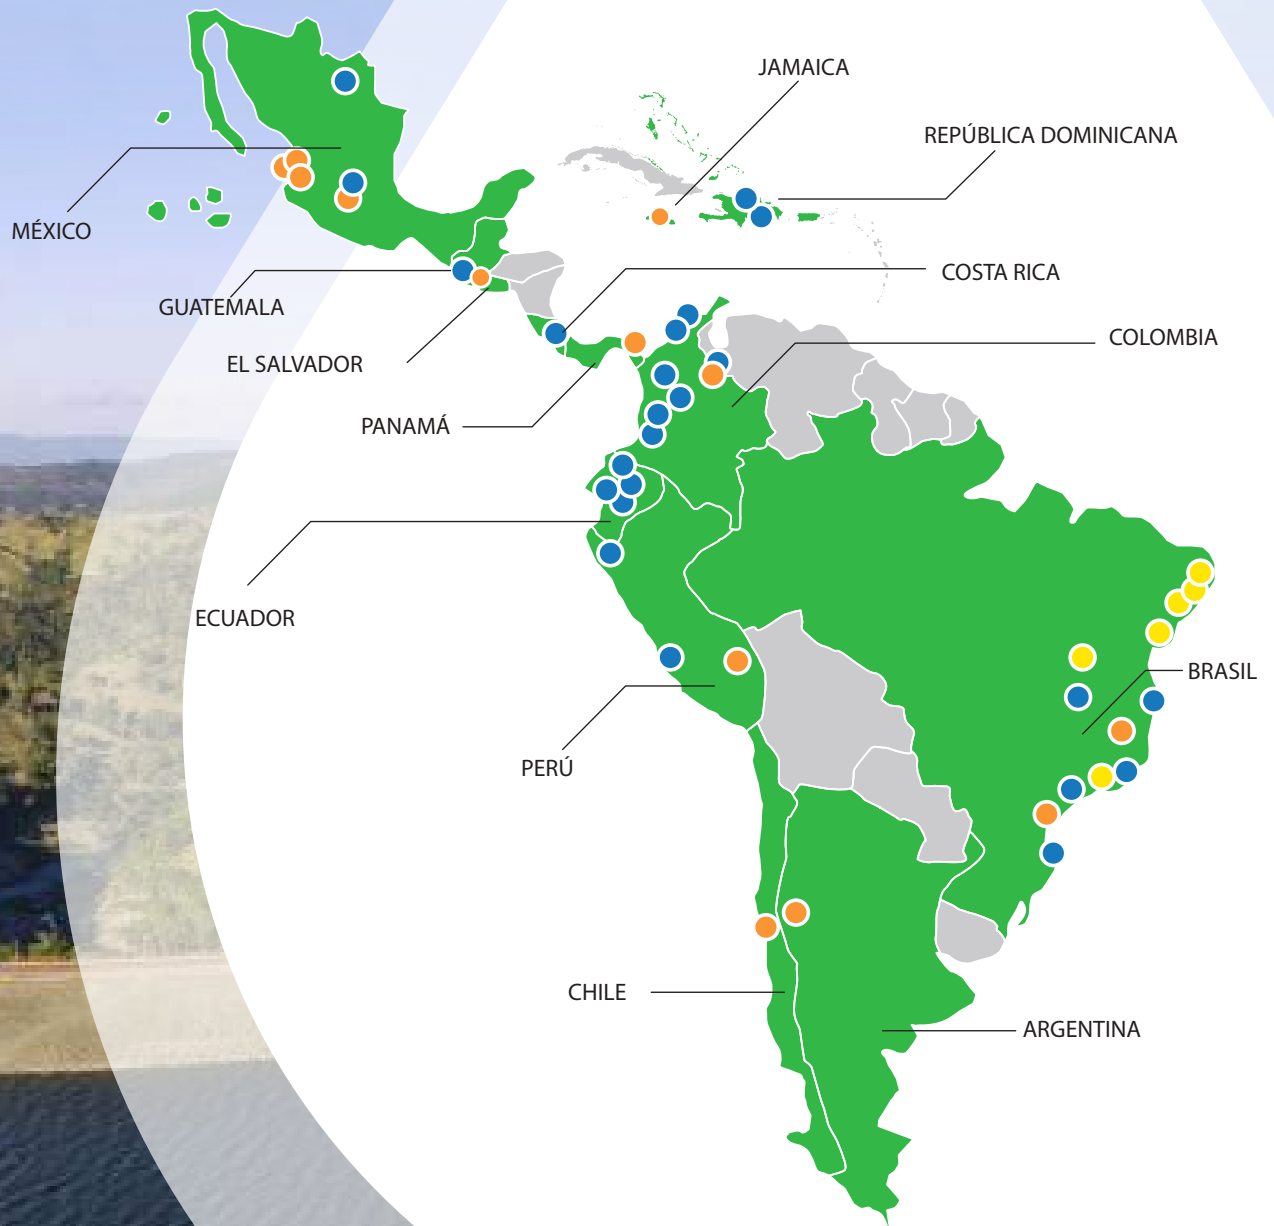 JAMAICA
REPÚBLICA DOMINICANA
MÉXICO
COSTA RICA
GUATEMALA
COLOMBIA
EL SALVADOR
PANAMÁ
ECUADOR
BRASIL
PERÚ
CHILE
ARGENTINA